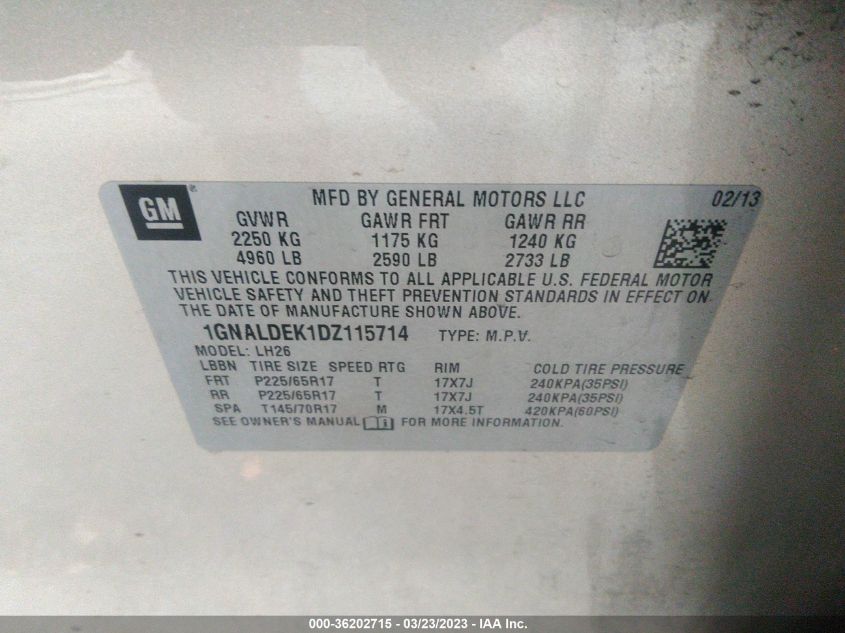 GM ®
MFD BY GENERAL MOTORS LLC 02/13
GVWR GAWR FRT GAWR RR
2250 KG 1175 KG 1240 KG
4960 LB 2590 LB 2733 LB
THIS VEHICLE CONFORMS TO ALL APPLICABLE U.S. FEDERAL MOTOR
VEHICLE SAFETY AND THEFT PREVENTION STANDARDS IN EFFECT ON
THE DATE OF MANUFACTURE SHOWN ABOVE.
1GNALDEK1DZ115714 TYPE: M.P.V.
MODEL: LH26
LBBN TIRE SIZE SPEED RTG RIM COLD TIRE PRESSURE
FRT P225/65R17 T 17X7J 240KPA(35PSI)
RR P225/65R17 T 17X7J 240KPA(35PSI)
SPA T145/70R17 M 17X4.5T 420KPA(60PSI)
SEE OWNER'S MANUAL FOR MORE INFORMATION.
000-36202715 - 03/23/2023 - IAA Inc.